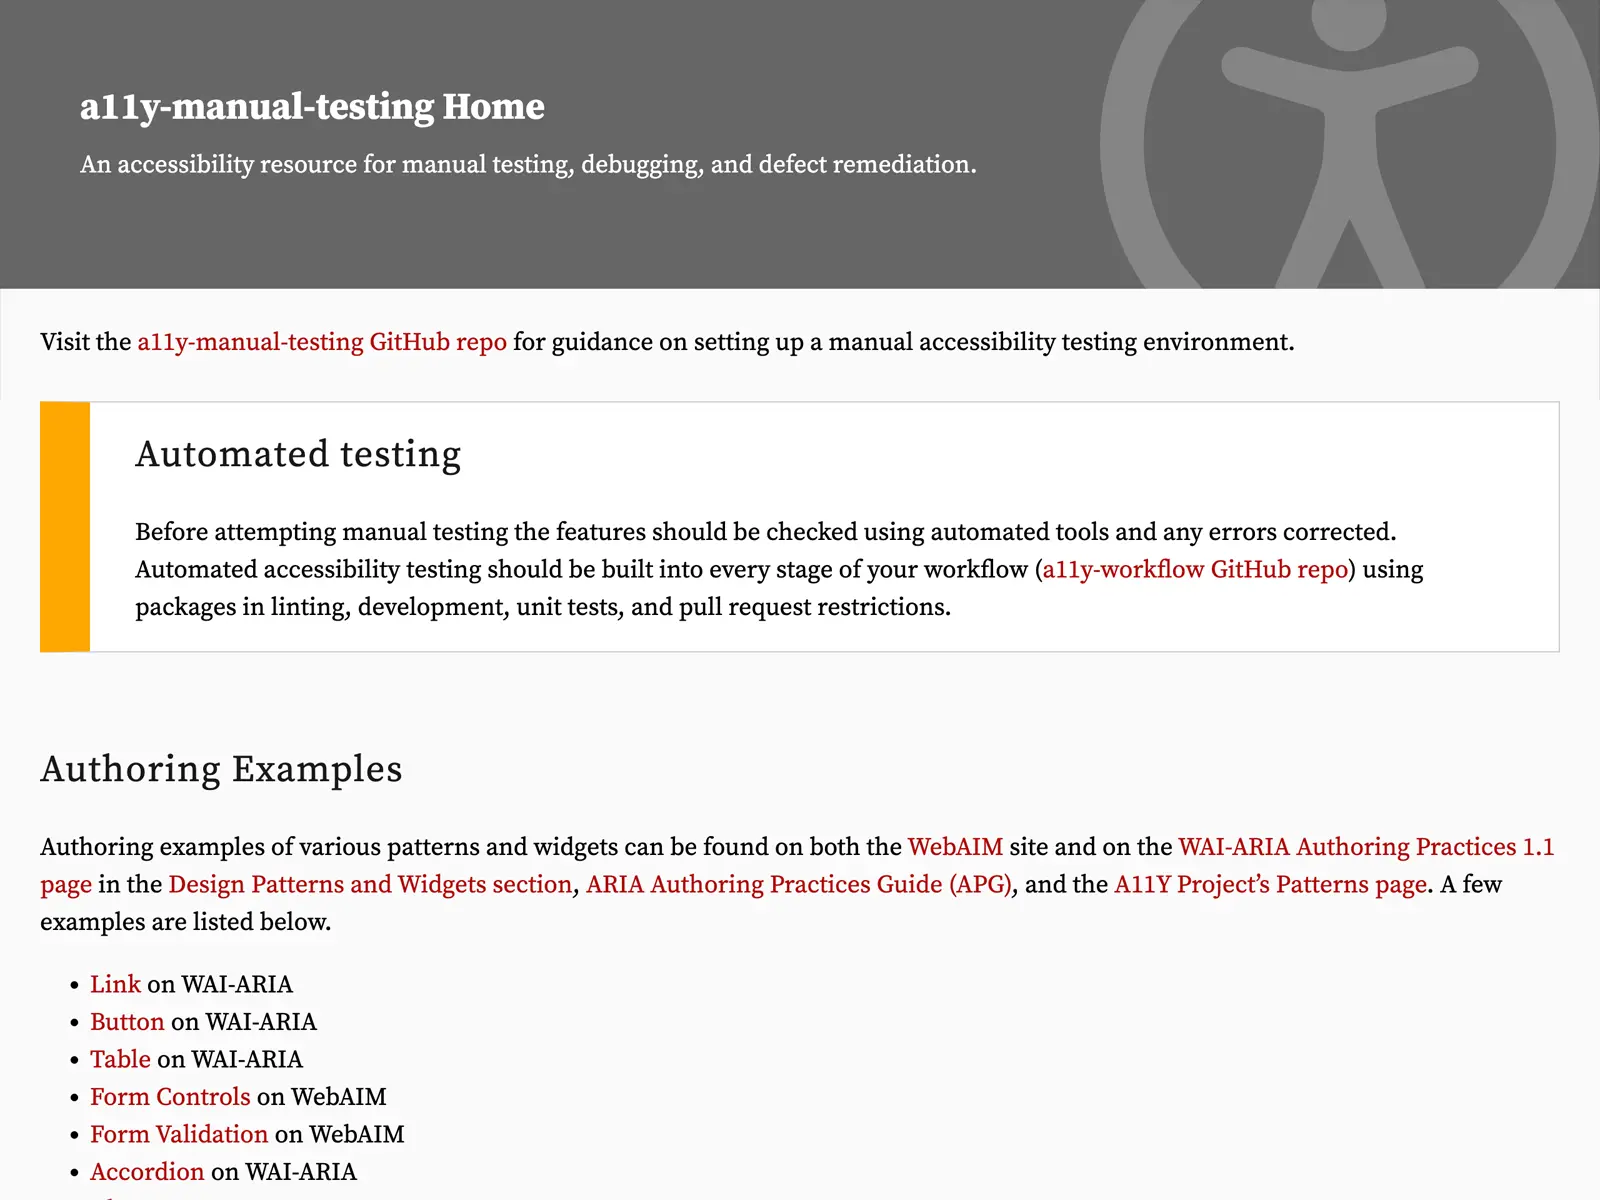 a11y-manual-testing Home
An accessibility resource for manual testing, debugging, and defect remediation.
Visit the a11y-manual-testing GitHub repo for guidance on setting up a manual accessibility testing environment.
Automated testing
Before attempting manual testing the features should be checked using automated tools and any errors corrected.
Automated accessibility testing should be built into every stage of your workflow (a11y-workflow GitHub repo) using
packages in linting, development, unit tests, and pull request restrictions.
Authoring Examples
Authoring examples of various patterns and widgets can be found on both the WebAIM site and on the WAI-ARIA Authoring Practices 1.1
page in the Design Patterns and Widgets section, ARIA Authoring Practices Guide (APG), and the A11Y Project’s Patterns page. A few
examples are listed below.
• Link on WAI-ARIA
• Button on WAI-ARIA
• Table on WAI-ARIA
• Form Controls on WebAIM
• Form Validation on WebAIM
• Accordion on WAI-ARIA